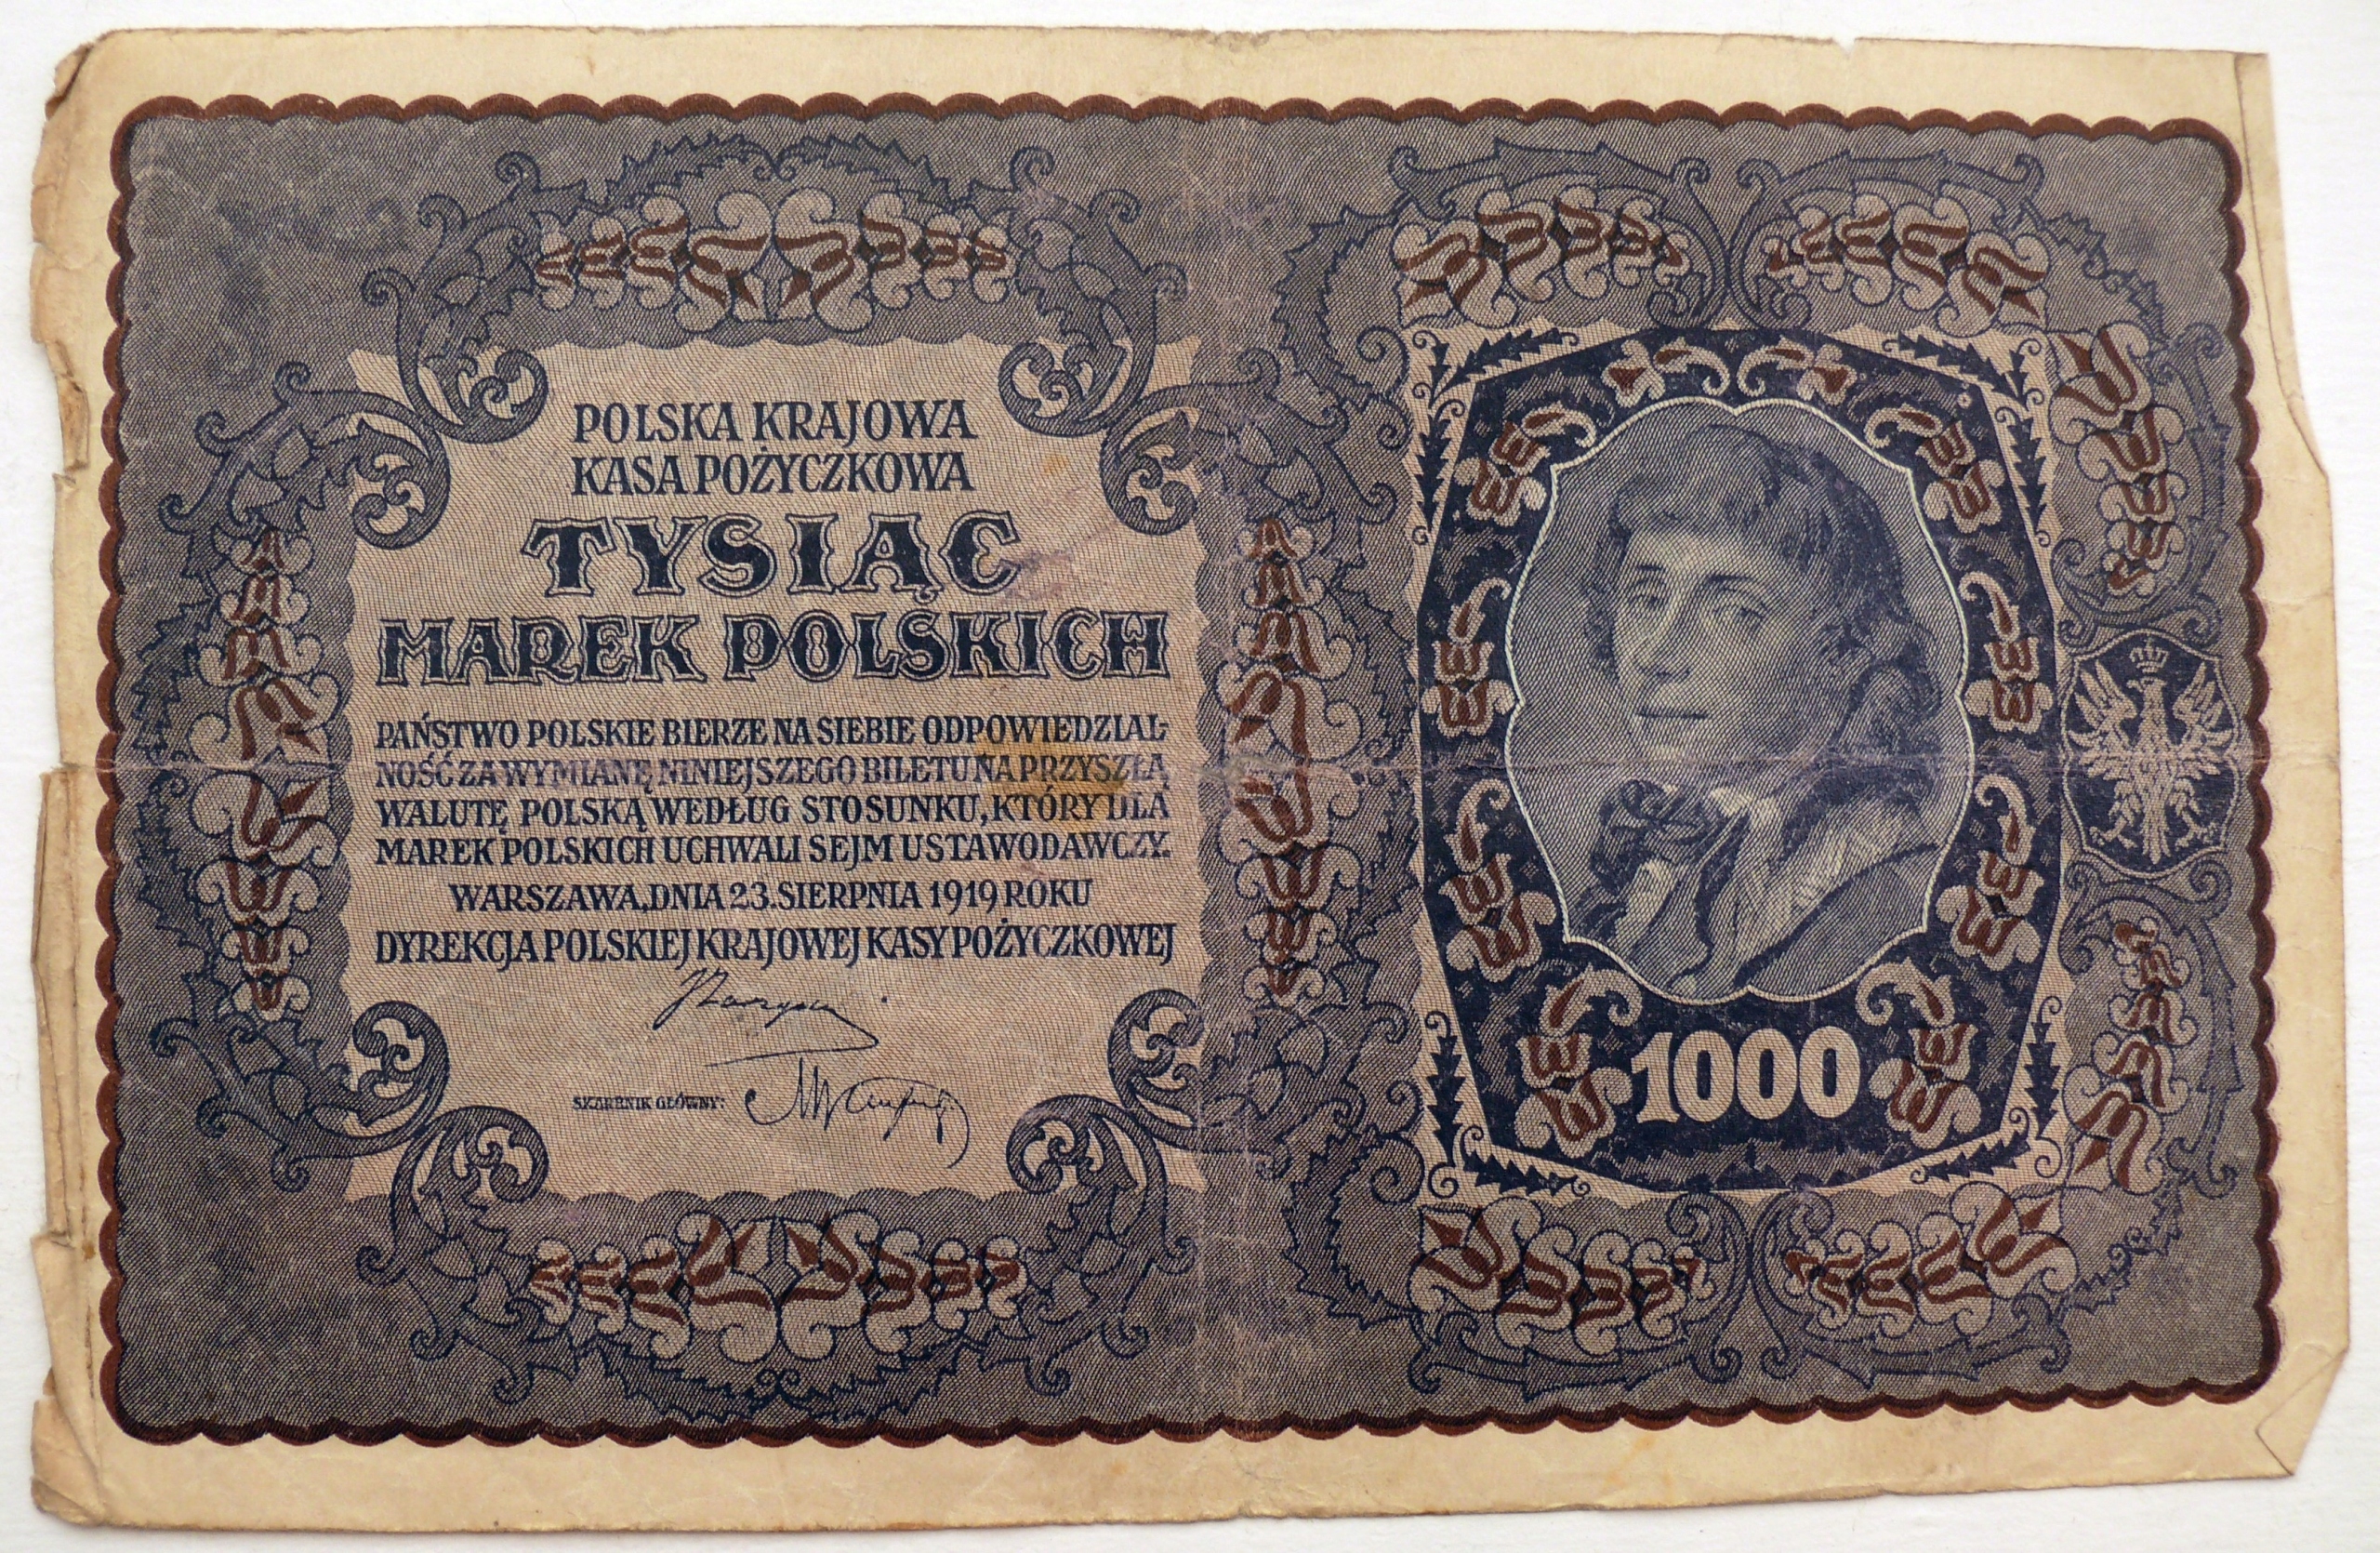 POLSKA KRAJOWA
KASA POŻYCZKOWA
TYSIĄC
MAREK POLSKICH
PAŃSTWO POLSKIE BIERZE NA SIEBIE ODPOWIEDZIAL-
NOŚĆ ZA WYMIANĘ NINIEJSZEGO BILETU NA PRZYSZŁĄ
WALUTĘ POLSKĄ WEDŁUG STOSUNKU, KTÓRY DLA
MAREK POLSKICH UCHWALI SEJM USTAWODAWCZY.
WARSZAWA, DNIA 23. SIERPNIA 1919 ROKU
DYREKCJA POLSKIEJ KRAJOWEJ KASY POŻYCZKOWEJ
SKARBNIK GŁÓWNY:
1000